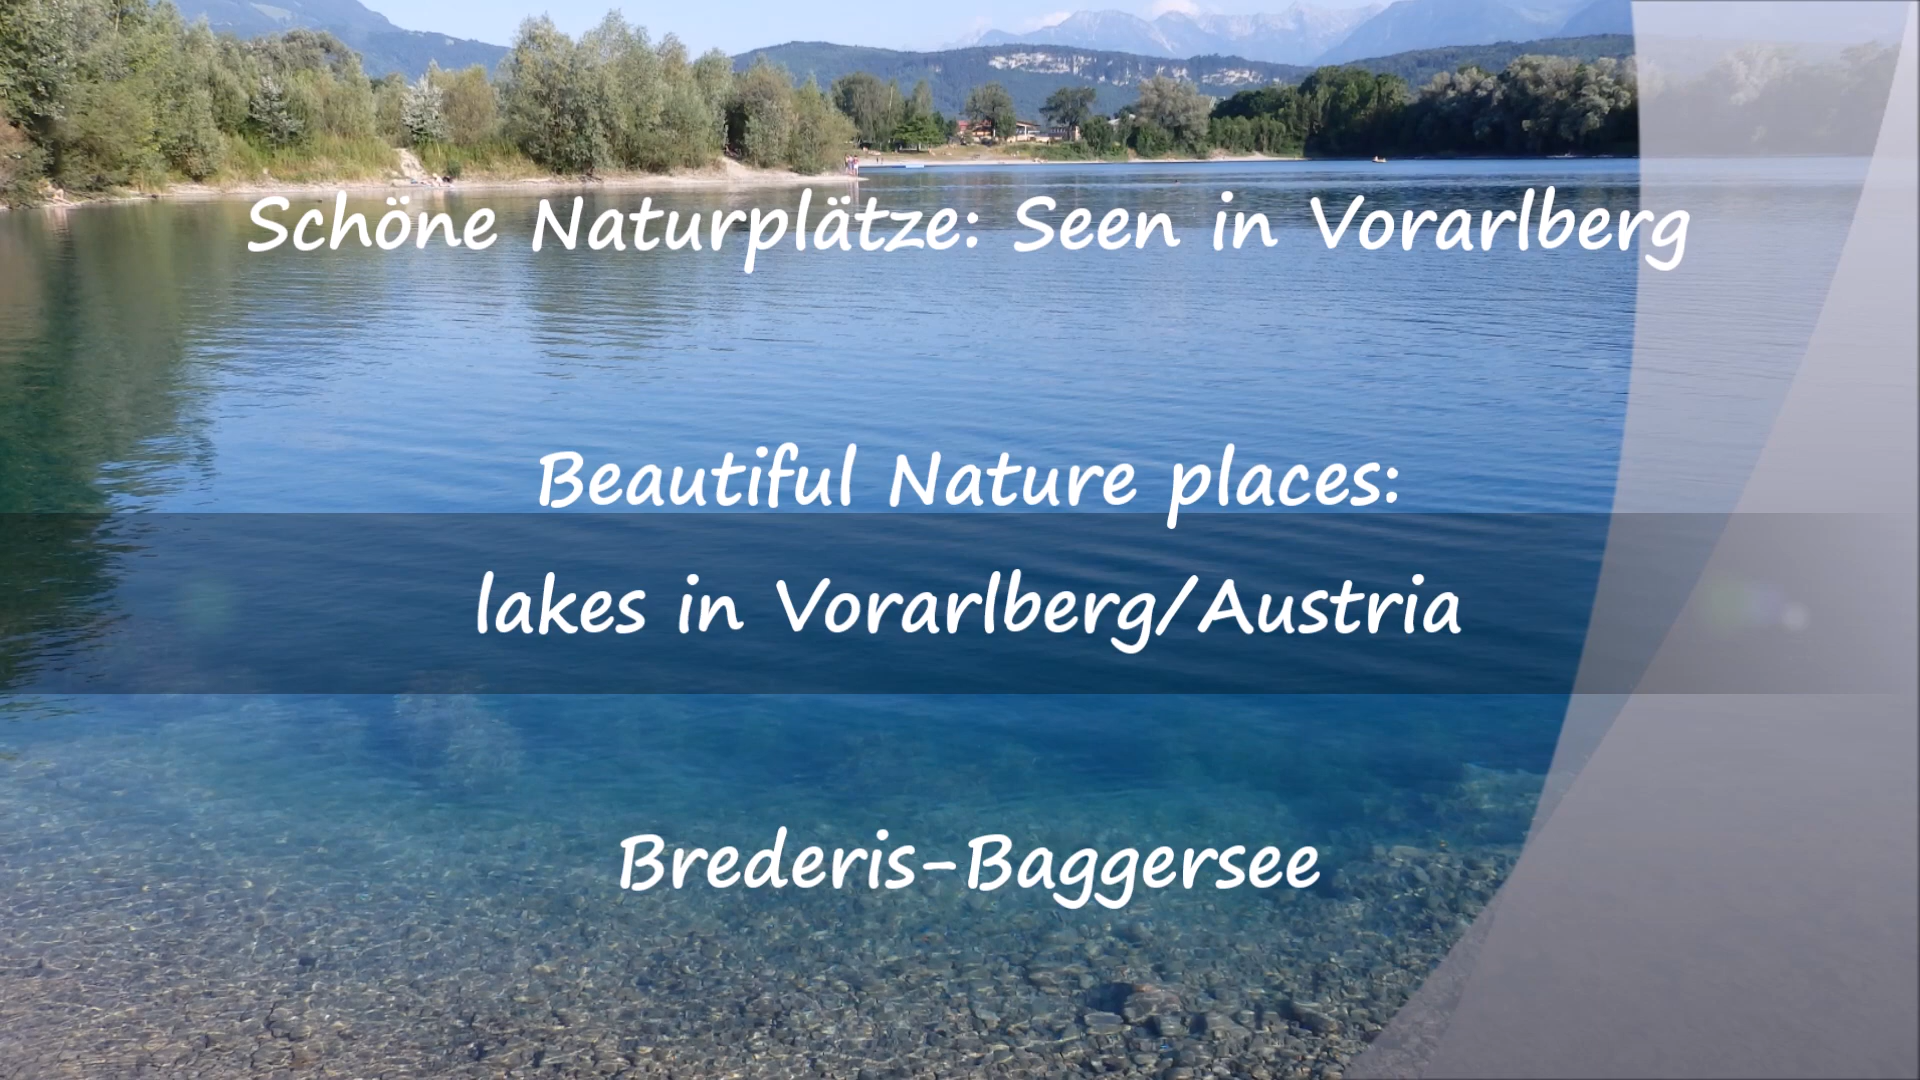 Schöne Naturplätze: Seen in Vorarlberg
Beautiful Nature places:
lakes in Vorarlberg/Austria
Brederis-Baggersee